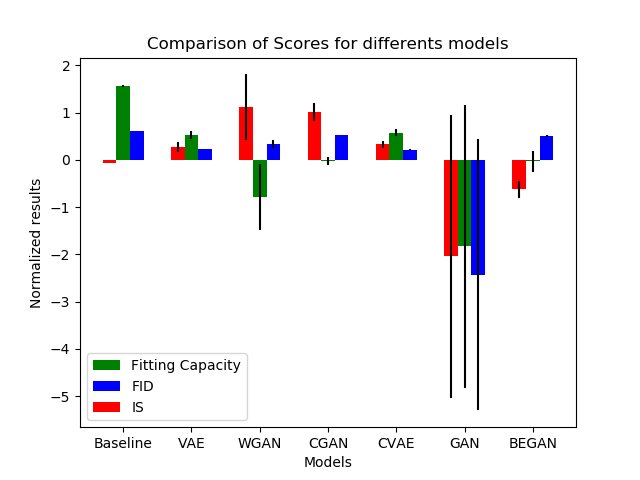 Comparison of Scores for differents models
Normalized results
2
1
0
−1
−2
−3
−4
−5
Fitting Capacity
FID
IS
Baseline VAE WGAN CGAN CVAE GAN BEGAN
Models